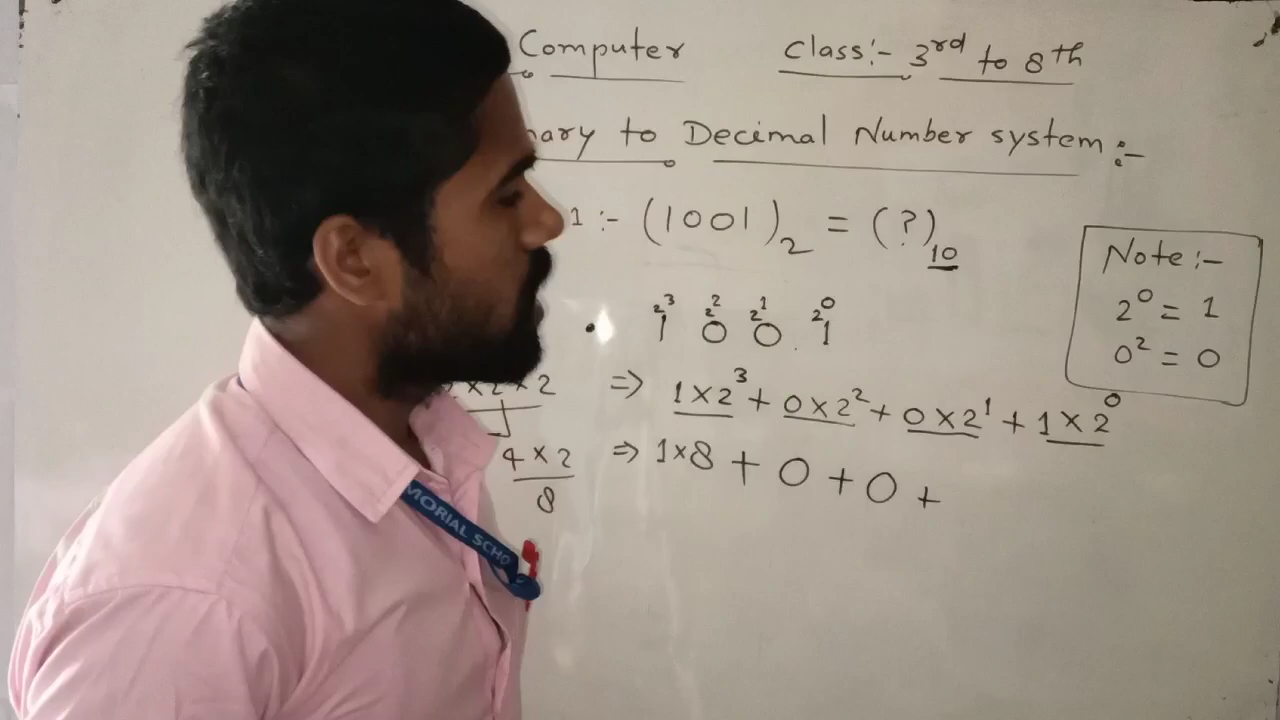 Computer Class:- 3rd to 8th
nary to Decimal Number system :-
1 :- (1001)₂ = (?)₁₀
Note :-
2⁰ = 1
0² = 0
2³ 2² 2¹ 2⁰
1 0 0 1
×2×2 => 1×2³ + 0×2² + 0×2¹ + 1×2⁰
4×2 => 1×8 + 0 + 0 +
8
MORIAL SCHO